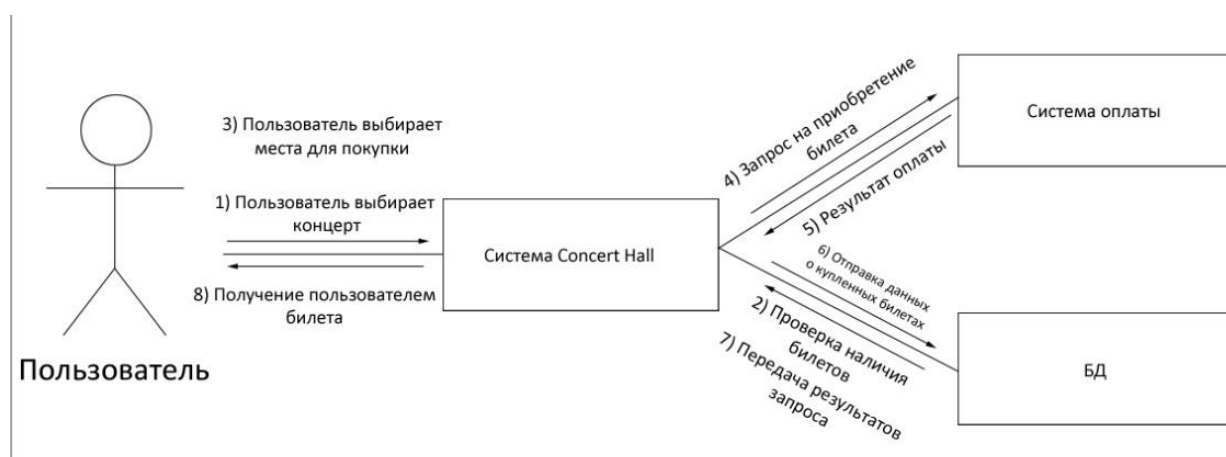 3) Пользователь выбирает
места для покупки
1) Пользователь выбирает
концерт
8) Получение пользователем
билета
Пользователь
Система Concert Hall
4) Запрос на приобретение
билета
5) Результат оплаты
Система оплаты
6) Отправка данных
о купленных билетах
2) Проверка наличия
билетов
7) Передача результатов
запроса
БД